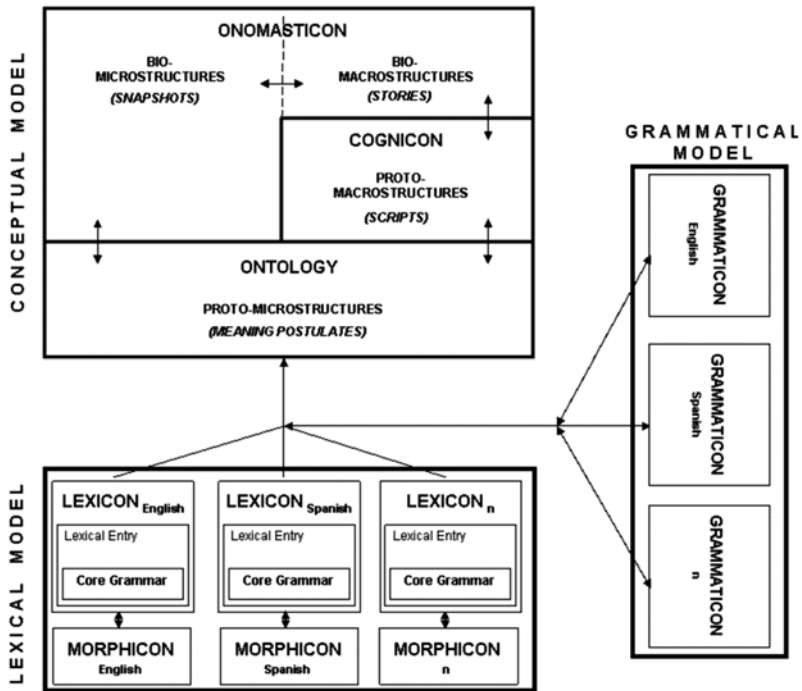 CONCEPTUAL MODEL
ONOMASTICON
BIO-
MICROSTRUCTURES
(SNAPSHOTS)
BIO-
MACROSTRUCTURES
(STORIES)
COGNICON
PROTO-
MACROSTRUCTURES
(SCRIPTS)
ONTOLOGY
PROTO-MICROSTRUCTURES
(MEANING POSTULATES)
GRAMMATICAL
MODEL
GRAMMATICON
English
GRAMMATICON
Spanish
GRAMMATICON
n
LEXICAL MODEL
LEXICON English
Lexical Entry
Core Grammar
MORPHICON
English
LEXICON Spanish
Lexical Entry
Core Grammar
MORPHICON
Spanish
LEXICON n
Lexical Entry
Core Grammar
MORPHICON
n